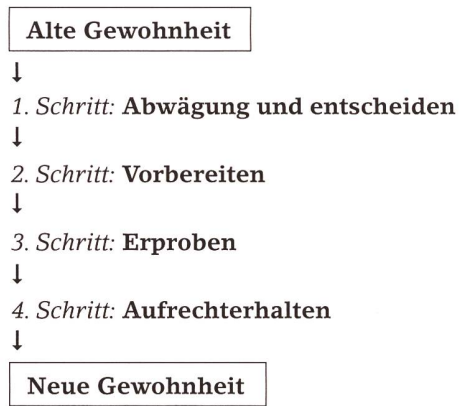 Alte Gewohnheit
↓
1. Schritt: Abwägung und entscheiden
↓
2. Schritt: Vorbereiten
↓
3. Schritt: Erproben
↓
4. Schritt: Aufrechterhalten
↓
Neue Gewohnheit